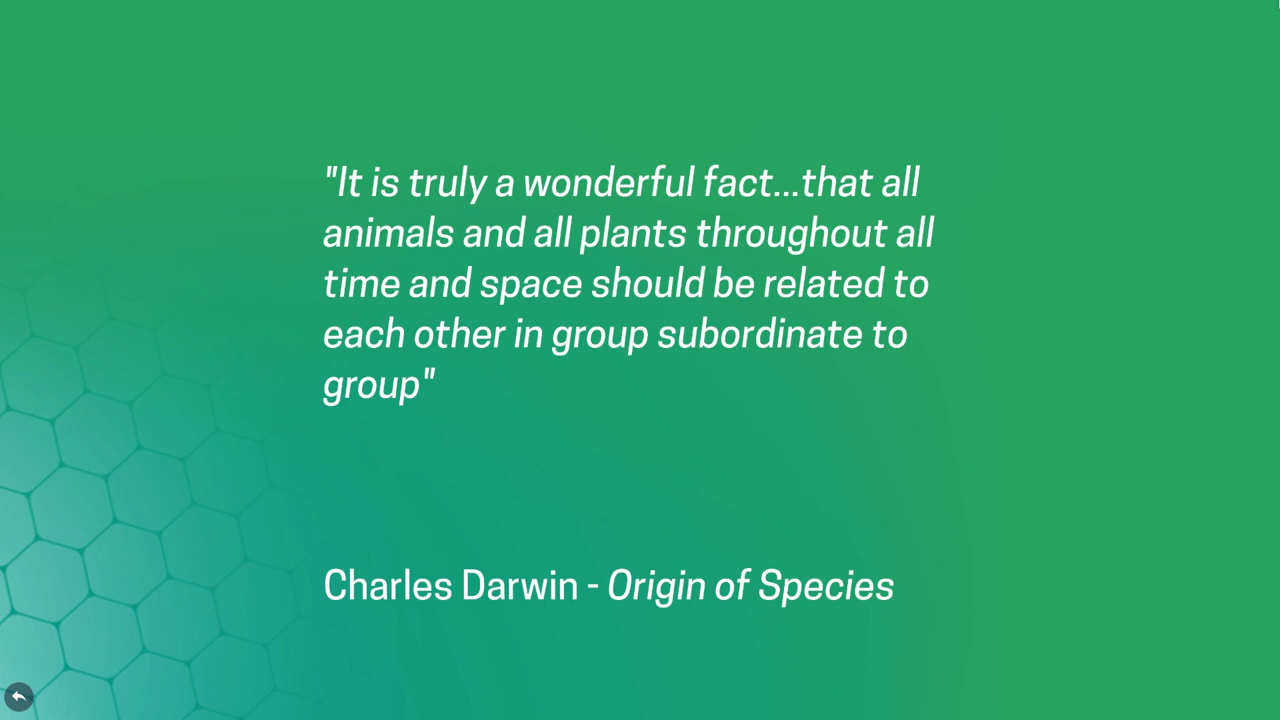 "It is truly a wonderful fact...that all
animals and all plants throughout all
time and space should be related to
each other in group subordinate to
group"
Charles Darwin - Origin of Species